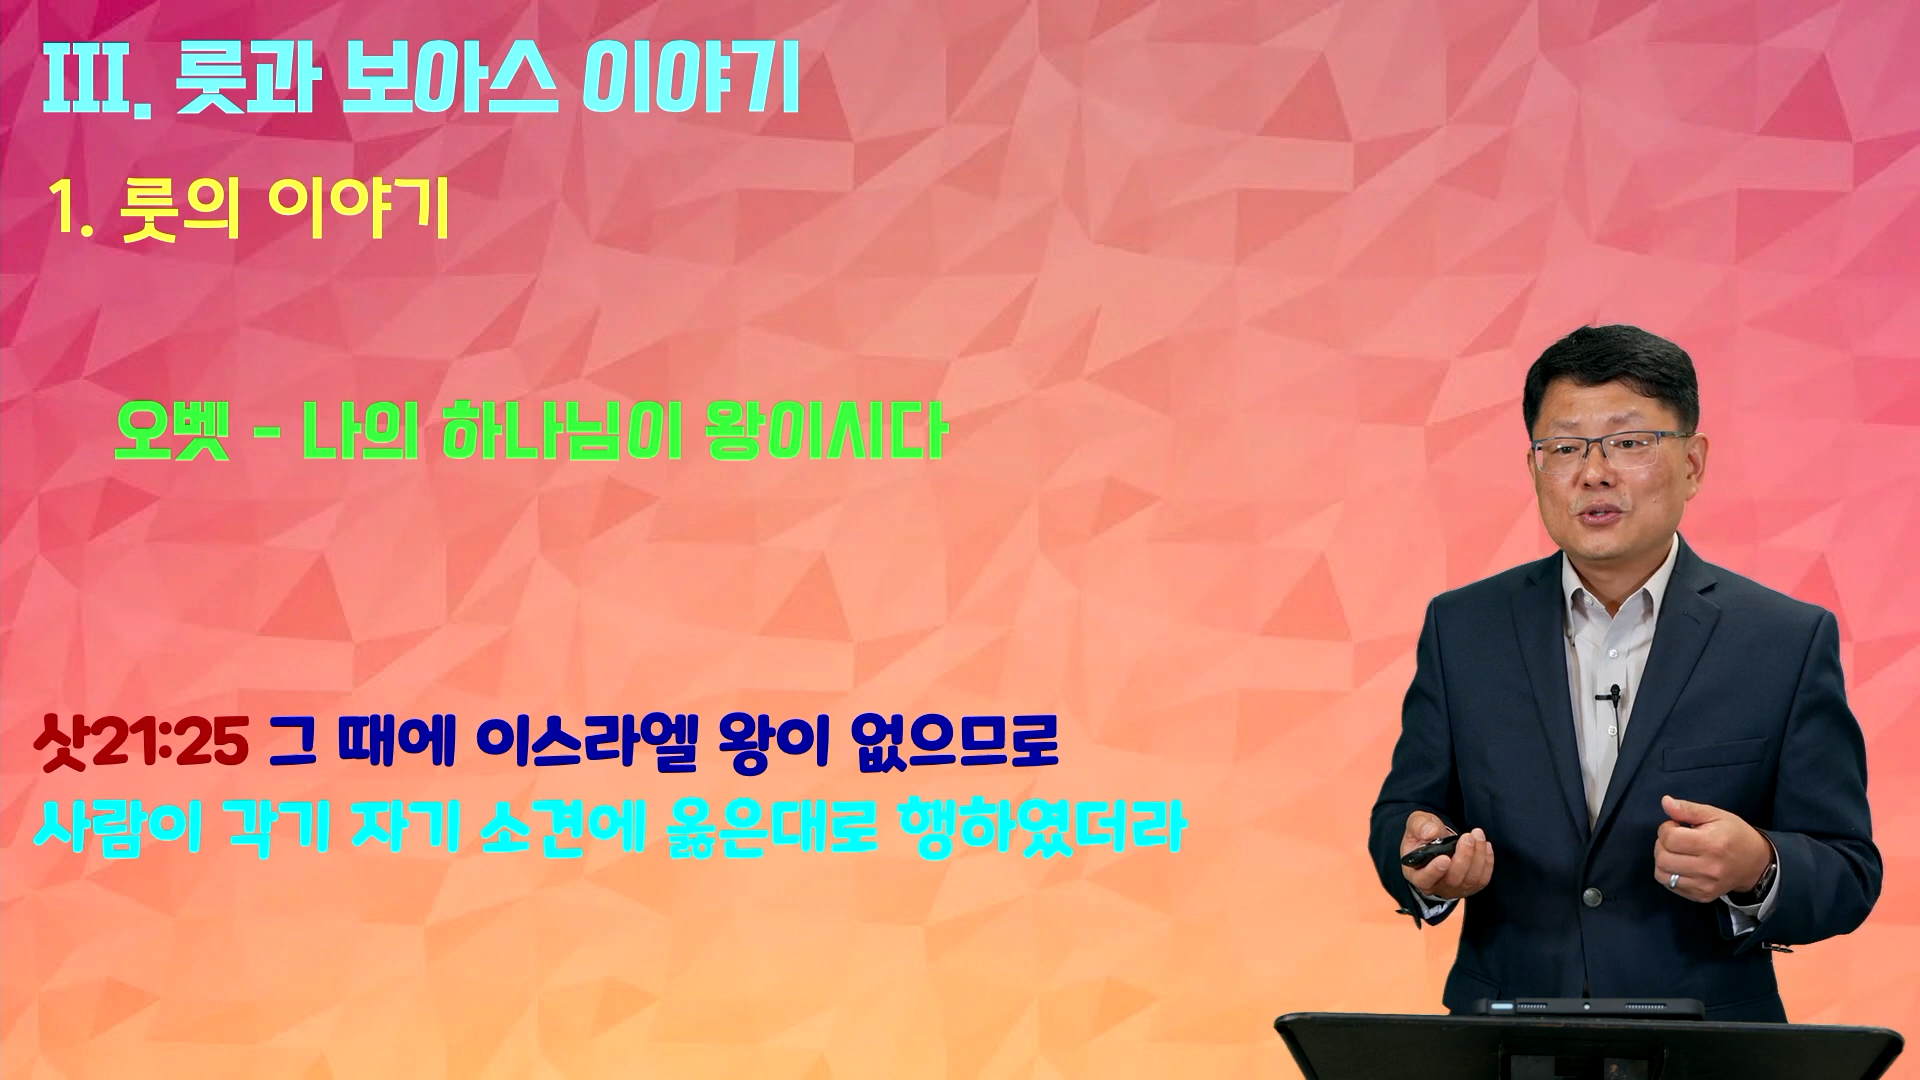 III. 룻과 보아스 이야기
1. 룻의 이야기
오벳 - 나의 하나님이 왕이시다
삿21:25 그 때에 이스라엘 왕이 없으므로
사람이 각기 자기 소견에 옳은대로 행하였더라